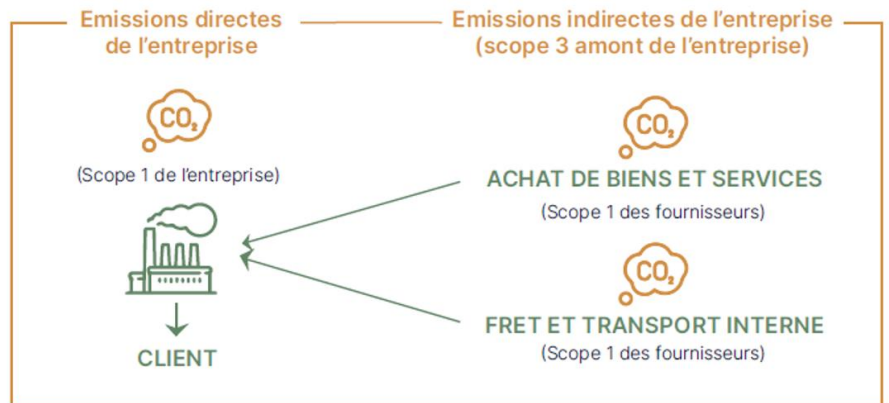 Emissions directes
de l'entreprise
Emissions indirectes de l'entreprise
(scope 3 amont de l'entreprise)
CO₂
(Scope 1 de l'entreprise)
CLIENT
CO₂
ACHAT DE BIENS ET SERVICES
(Scope 1 des fournisseurs)
CO₂
FRET ET TRANSPORT INTERNE
(Scope 1 des fournisseurs)